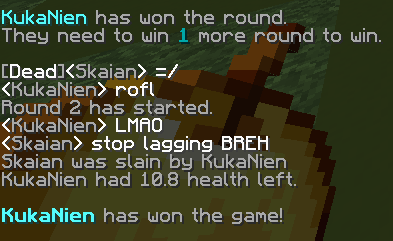 KukaNien has won the round.
They need to win 1 more round to win.
[Dead]<Skaian> =/
<KukaNien> rofl
Round 2 has started.
<KukaNien> LMAO
<Skaian> stop lagging BREH
Skaian was slain by KukaNien
KukaNien had 10.8 health left.
KukaNien has won the game!